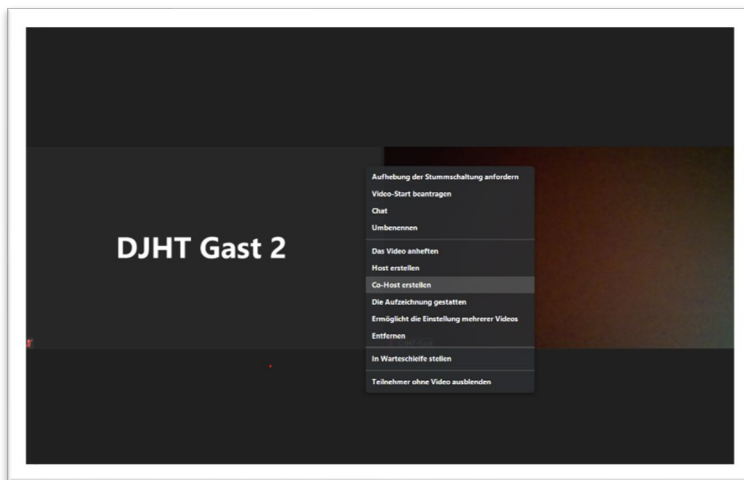 DJHT Gast 2
Aufhebung der Stummschaltung anfordern
Video-Start beantragen
Chat
Umbenennen
Das Video anheften
Host erstellen
Co-Host erstellen
Die Aufzeichnung gestatten
Ermöglicht die Einstellung mehrerer Videos
Entfernen
In Warteschleife stellen
Teilnehmer ohne Video ausblenden